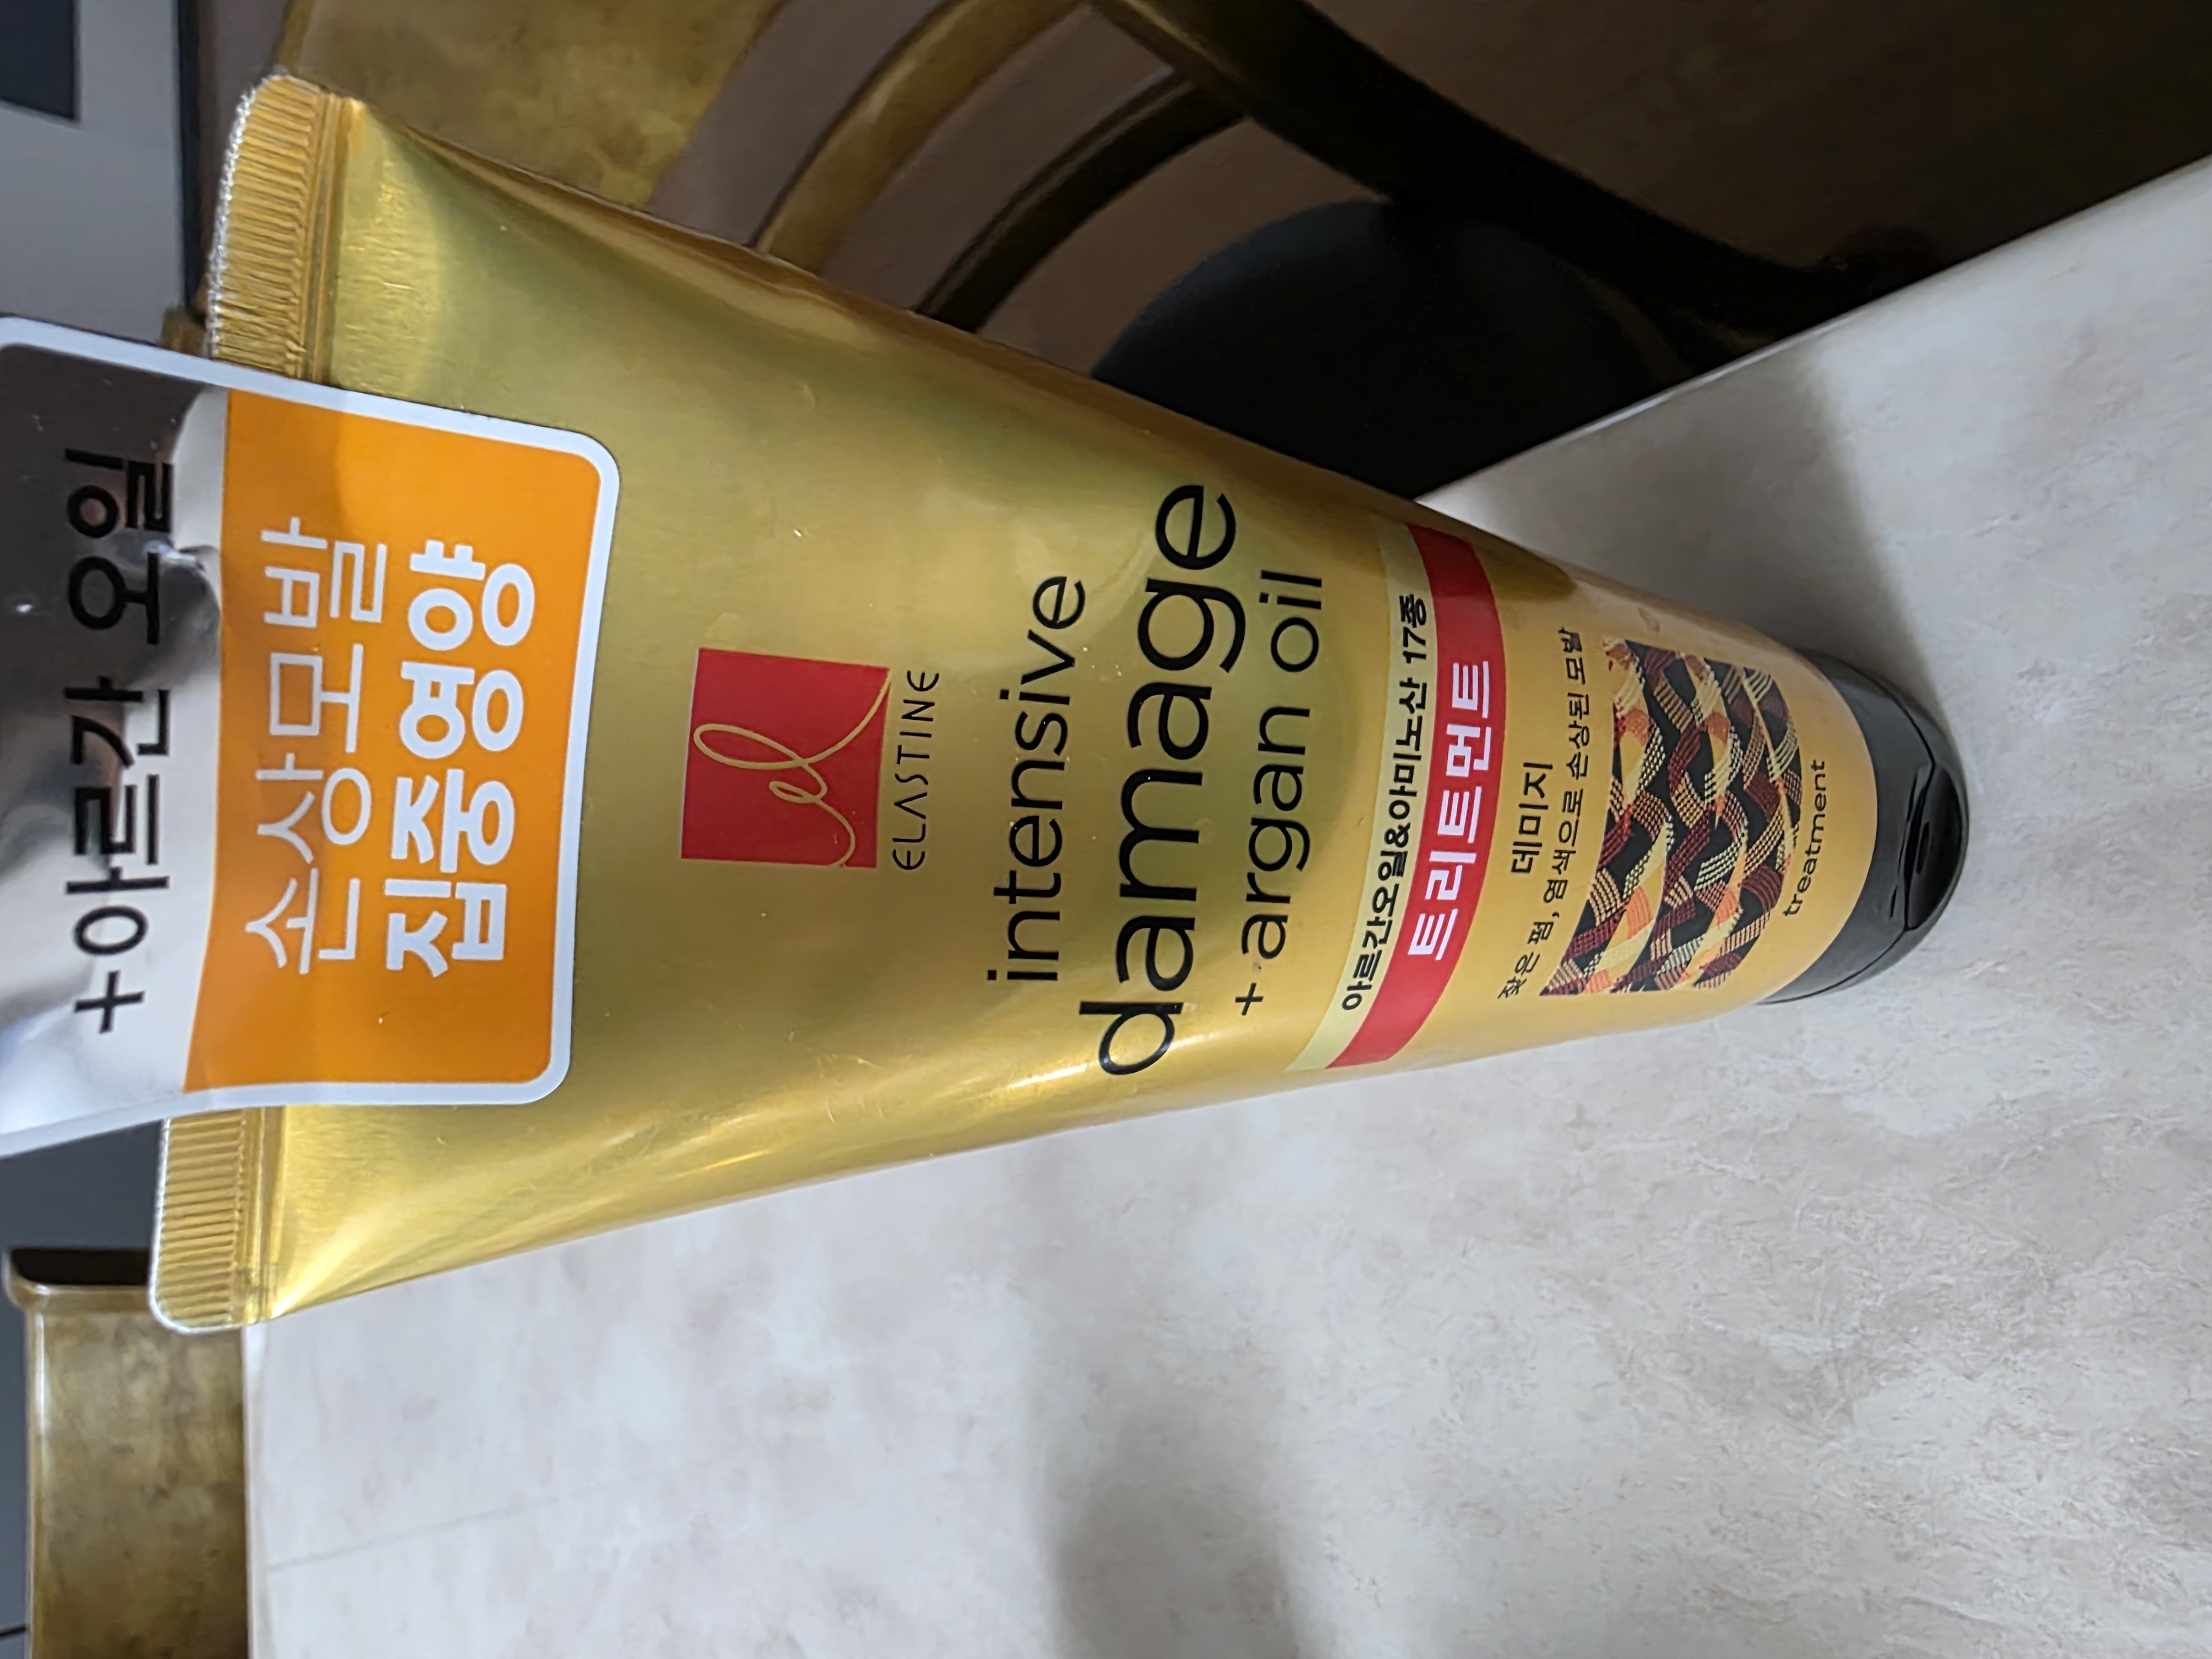 +아르간 오일
손상모발
집중영양
el
ELASTINE
intensive
damage
+ argan oil
아르간오일&아미노산 17종
트리트먼트
데미지
잦은 펌, 염색으로 손상된 모발
treatment